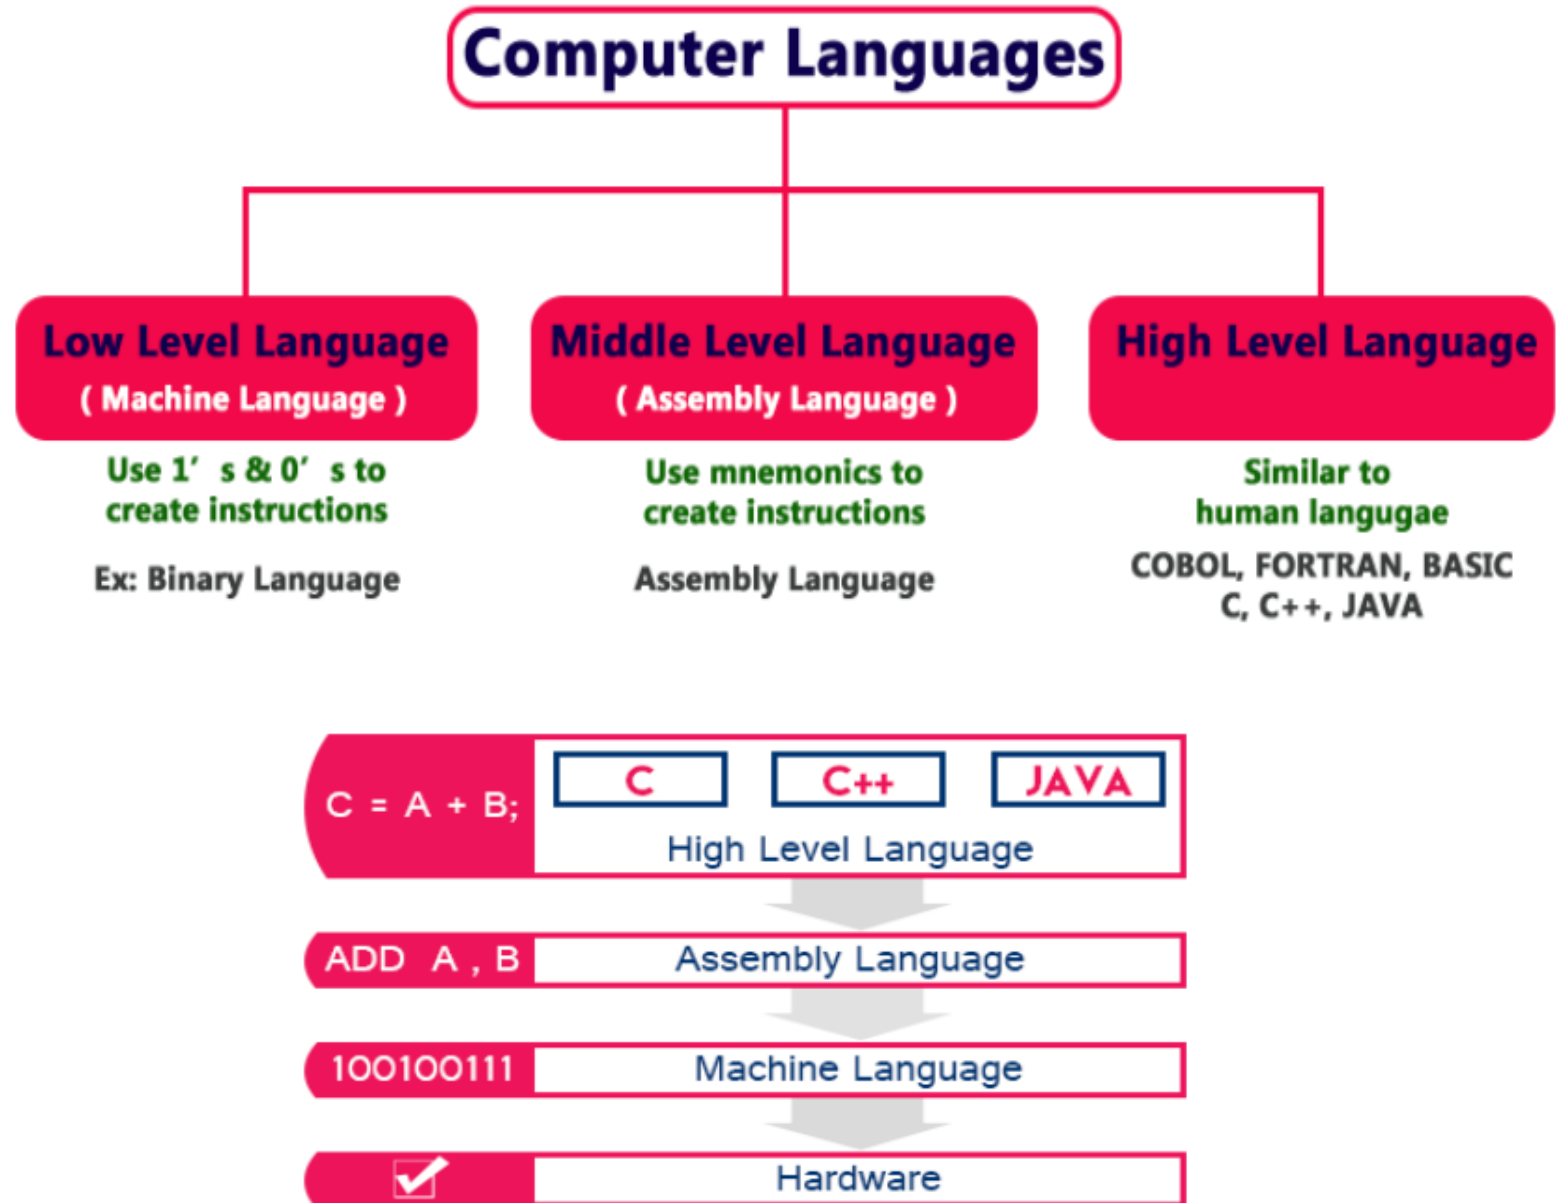 Computer Languages
Low Level Language
( Machine Language )
Use 1′ s & 0′ s to
create instructions
Ex: Binary Language
Middle Level Language
( Assembly Language )
Use mnemonics to
create instructions
Assembly Language
High Level Language
Similar to
human langugae
COBOL, FORTRAN, BASIC
C, C++, JAVA
C = A + B;
C
C++
JAVA
High Level Language
ADD A , B
Assembly Language
100100111
Machine Language
Hardware